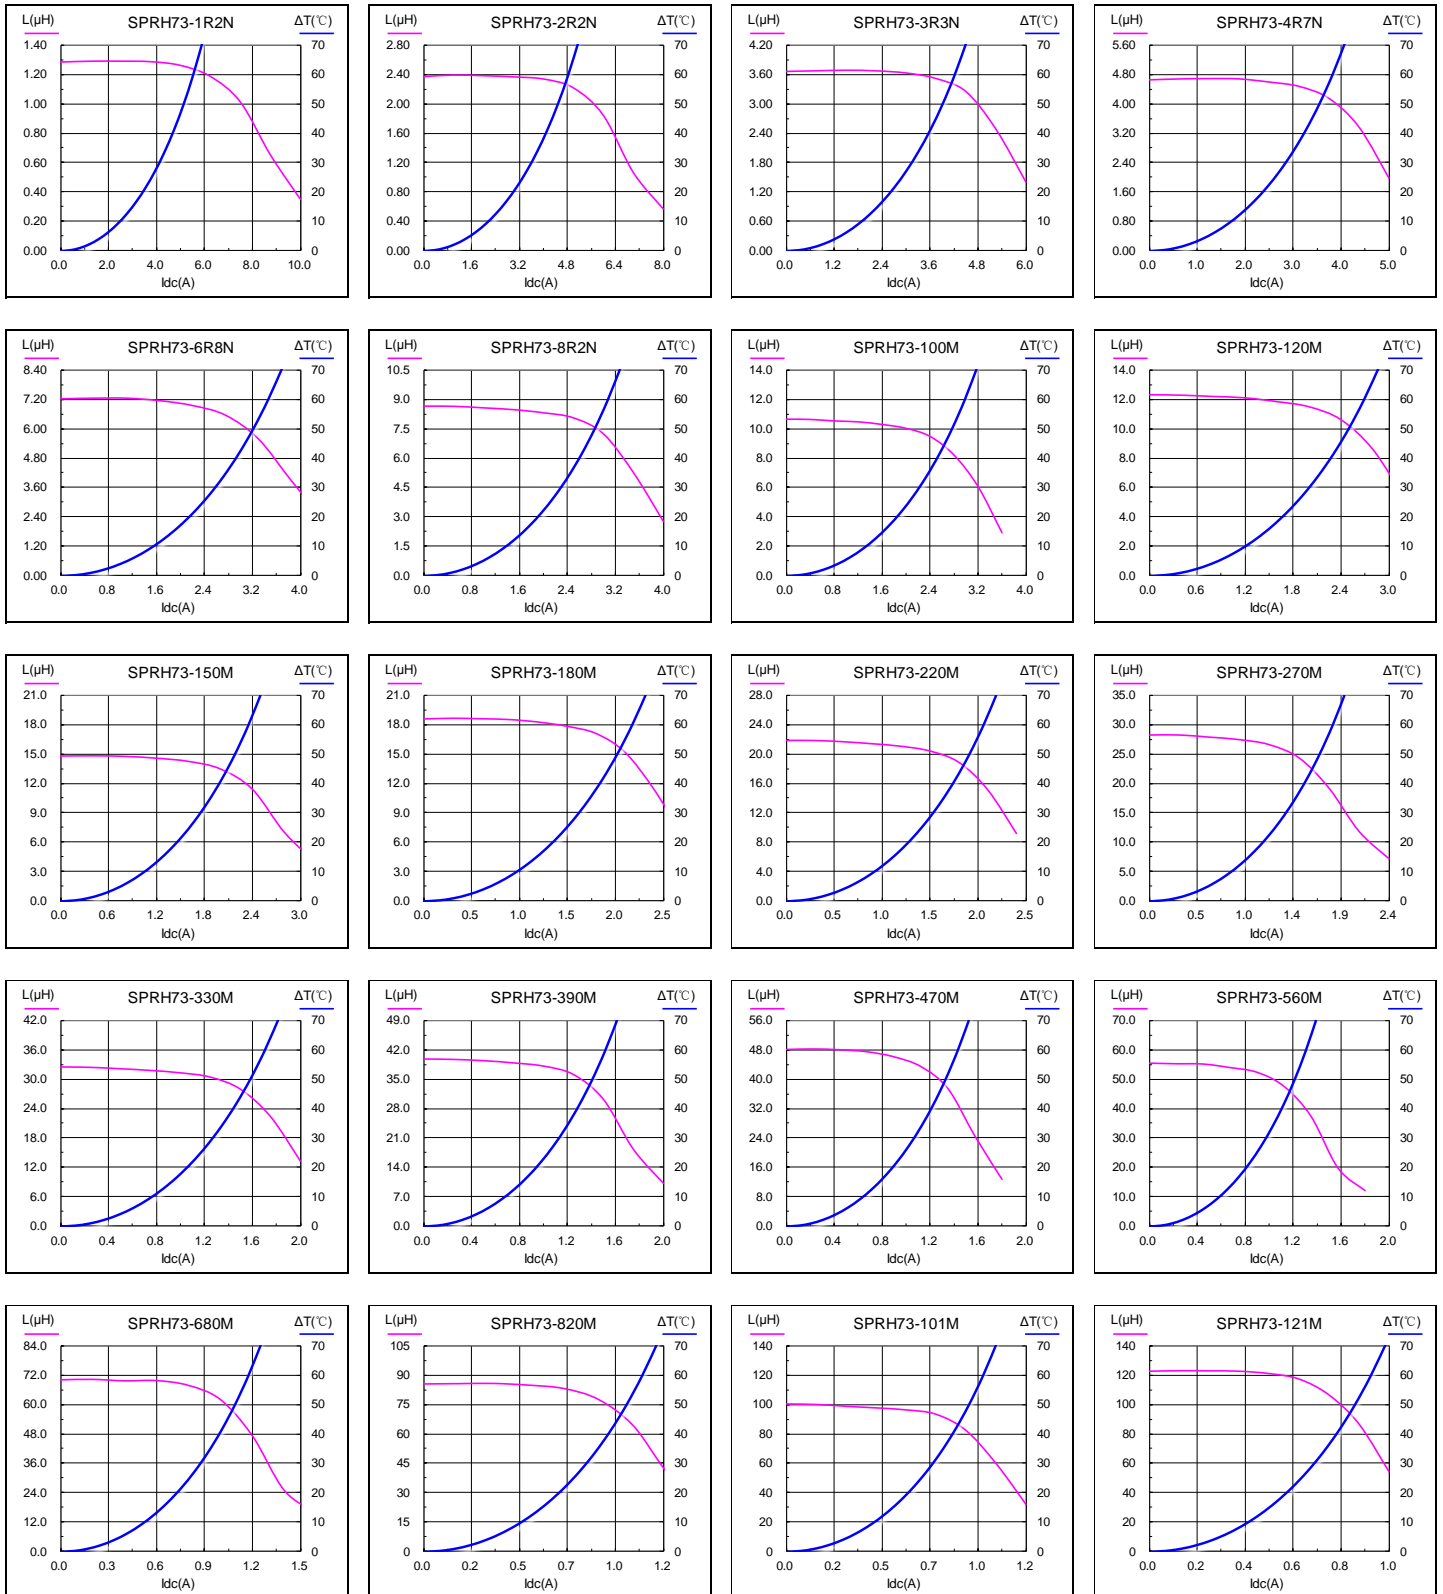 L(μH) SPRH73-1R2N ΔT(℃)
1.40 70
1.20 60
1.00 50
0.80 40
0.60 30
0.40 20
0.20 10
0.00 0
0.0 2.0 4.0 6.0 8.0 10.0
Idc(A)
L(μH) SPRH73-2R2N ΔT(℃)
2.80 70
2.40 60
2.00 50
1.60 40
1.20 30
0.80 20
0.40 10
0.00 0
0.0 1.6 3.2 4.8 6.4 8.0
Idc(A)
L(μH) SPRH73-3R3N ΔT(℃)
4.20 70
3.60 60
3.00 50
2.40 40
1.80 30
1.20 20
0.60 10
0.00 0
0.0 1.2 2.4 3.6 4.8 6.0
Idc(A)
L(μH) SPRH73-4R7N ΔT(℃)
5.60 70
4.80 60
4.00 50
3.20 40
2.40 30
1.60 20
0.80 10
0.00 0
0.0 1.0 2.0 3.0 4.0 5.0
Idc(A)
L(μH) SPRH73-6R8N ΔT(℃)
8.40 70
7.20 60
6.00 50
4.80 40
3.60 30
2.40 20
1.20 10
0.00 0
0.0 0.8 1.6 2.4 3.2 4.0
Idc(A)
L(μH) SPRH73-8R2N ΔT(℃)
10.5 70
9.0 60
7.5 50
6.0 40
4.5 30
3.0 20
1.5 10
0.0 0
0.0 0.8 1.6 2.4 3.2 4.0
Idc(A)
L(μH) SPRH73-100M ΔT(℃)
14.0 70
12.0 60
10.0 50
8.0 40
6.0 30
4.0 20
2.0 10
0.0 0
0.0 0.8 1.6 2.4 3.2 4.0
Idc(A)
L(μH) SPRH73-120M ΔT(℃)
14.0 70
12.0 60
10.0 50
8.0 40
6.0 30
4.0 20
2.0 10
0.0 0
0.0 0.6 1.2 1.8 2.4 3.0
Idc(A)
L(μH) SPRH73-150M ΔT(℃)
21.0 70
18.0 60
15.0 50
12.0 40
9.0 30
6.0 20
3.0 10
0.0 0
0.0 0.6 1.2 1.8 2.4 3.0
Idc(A)
L(μH) SPRH73-180M ΔT(℃)
21.0 70
18.0 60
15.0 50
12.0 40
9.0 30
6.0 20
3.0 10
0.0 0
0.0 0.5 1.0 1.5 2.0 2.5
Idc(A)
L(μH) SPRH73-220M ΔT(℃)
28.0 70
24.0 60
20.0 50
16.0 40
12.0 30
8.0 20
4.0 10
0.0 0
0.0 0.5 1.0 1.5 2.0 2.5
Idc(A)
L(μH) SPRH73-270M ΔT(℃)
35.0 70
30.0 60
25.0 50
20.0 40
15.0 30
10.0 20
5.0 10
0.0 0
0.0 0.5 1.0 1.4 1.9 2.4
Idc(A)
L(μH) SPRH73-330M ΔT(℃)
42.0 70
36.0 60
30.0 50
24.0 40
18.0 30
12.0 20
6.0 10
0.0 0
0.0 0.4 0.8 1.2 1.6 2.0
Idc(A)
L(μH) SPRH73-390M ΔT(℃)
49.0 70
42.0 60
35.0 50
28.0 40
21.0 30
14.0 20
7.0 10
0.0 0
0.0 0.4 0.8 1.2 1.6 2.0
Idc(A)
L(μH) SPRH73-470M ΔT(℃)
56.0 70
48.0 60
40.0 50
32.0 40
24.0 30
16.0 20
8.0 10
0.0 0
0.0 0.4 0.8 1.2 1.6 2.0
Idc(A)
L(μH) SPRH73-560M ΔT(℃)
70.0 70
60.0 60
50.0 50
40.0 40
30.0 30
20.0 20
10.0 10
0.0 0
0.0 0.4 0.8 1.2 1.6 2.0
Idc(A)
L(μH) SPRH73-680M ΔT(℃)
84.0 70
72.0 60
60.0 50
48.0 40
36.0 30
24.0 20
12.0 10
0.0 0
0.0 0.3 0.6 0.9 1.2 1.5
Idc(A)
L(μH) SPRH73-820M ΔT(℃)
105 70
90 60
75 50
60 40
45 30
30 20
15 10
0 0
0.0 0.2 0.5 0.7 1.0 1.2
Idc(A)
L(μH) SPRH73-101M ΔT(℃)
140 70
120 60
100 50
80 40
60 30
40 20
20 10
0 0
0.0 0.2 0.5 0.7 1.0 1.2
Idc(A)
L(μH) SPRH73-121M ΔT(℃)
140 70
120 60
100 50
80 40
60 30
40 20
20 10
0 0
0.0 0.2 0.4 0.6 0.8 1.0
Idc(A)